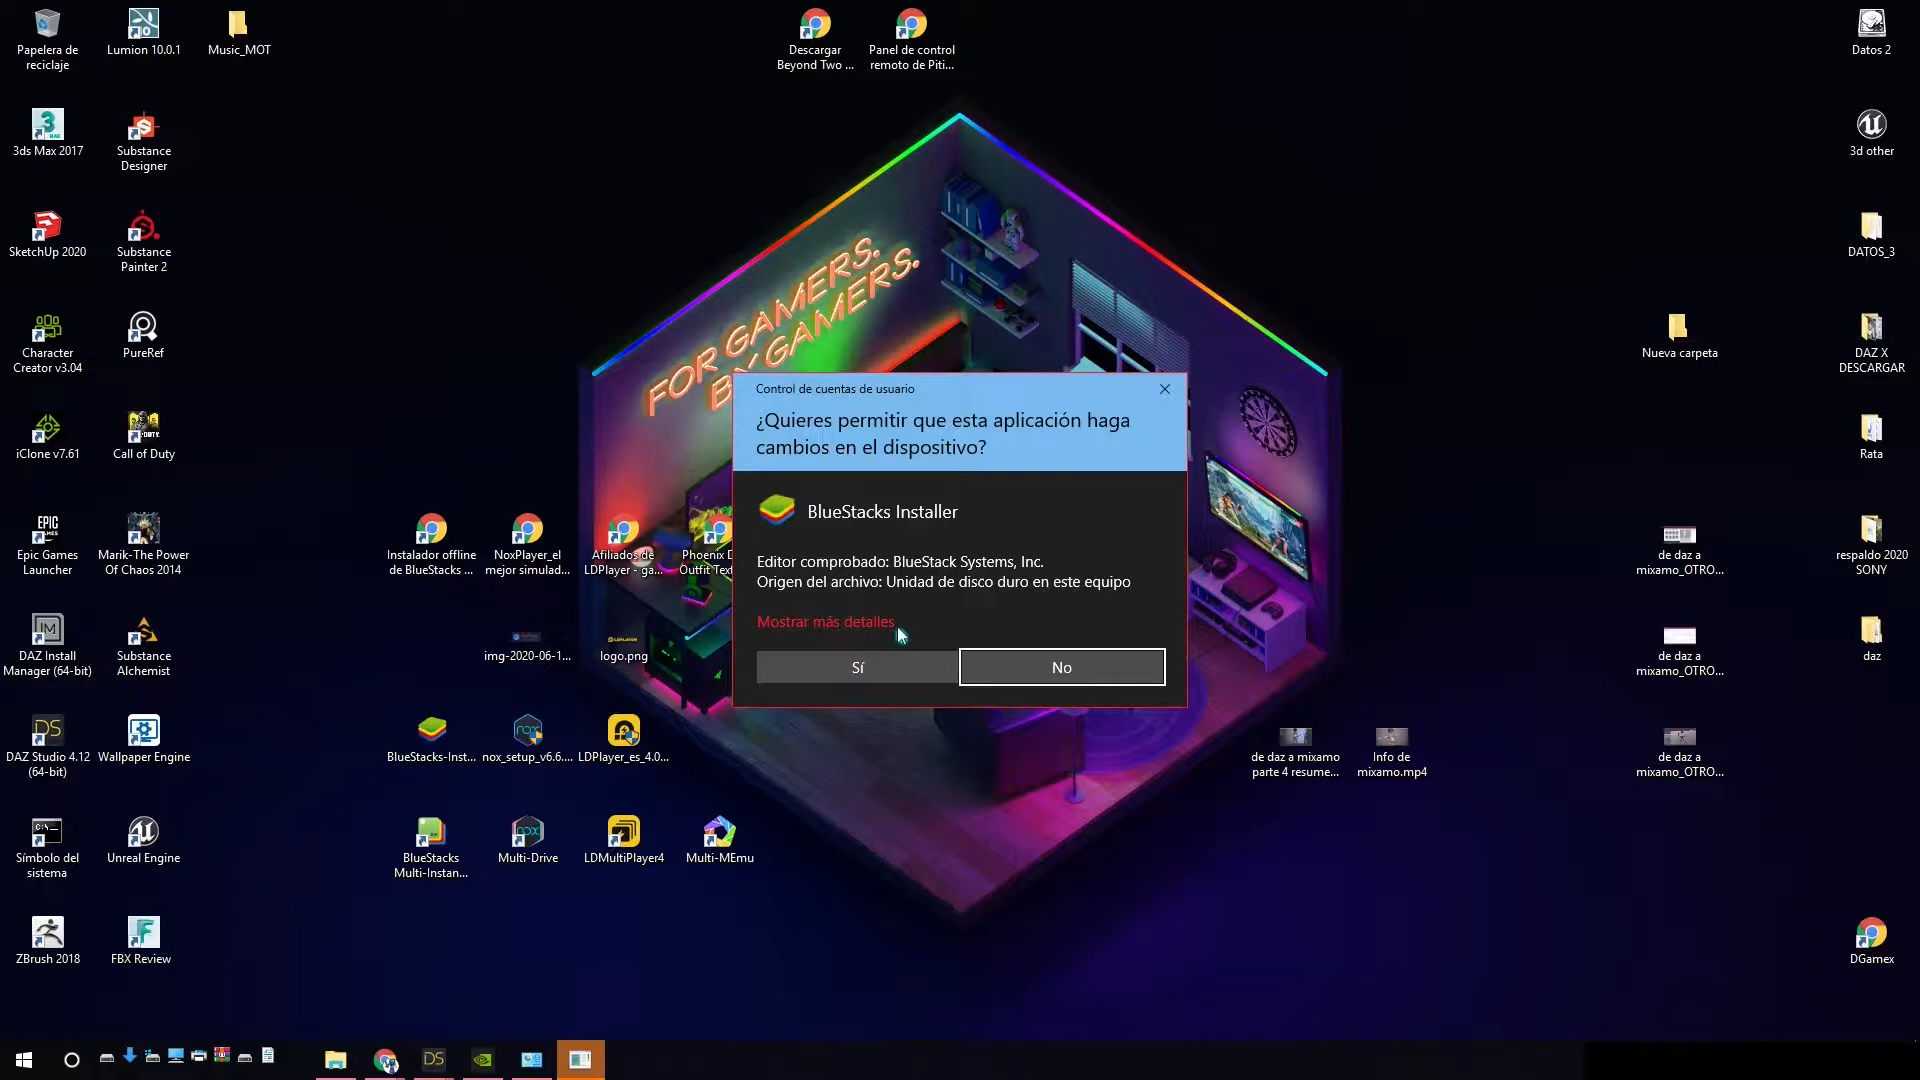 Papelera de
reciclaje
Lumion 10.0.1
Music_MOT
Descargar
Beyond Two ...
Panel de control
remoto de Piti...
Datos 2
3ds Max 2017
Substance
Designer
3d other
SketchUp 2020
Substance
Painter 2
DATOS_3
FOR GAMERS.
BY GAMERS.
Character
Creator v3.04
PureRef
Nueva carpeta
DAZ X
DESCARGAR
Control de cuentas de usuario
¿Quieres permitir que esta aplicación haga
cambios en el dispositivo?
iClone v7.61
Call of Duty
Rata
BlueStacks Installer
Editor comprobado: BlueStack Systems, Inc.
Origen del archivo: Unidad de disco duro en este equipo
Mostrar más detalles
Sí
No
EPIC
GAMES
Epic Games
Launcher
Marik-The Power
Of Chaos 2014
Instalador offline
de BlueStacks ...
NoxPlayer_el
mejor simulad...
Afiliados de
LDPlayer - ga...
Phoenix D
Outfit Text
de daz a
mixamo_OTRO...
respaldo 2020
SONY
DAZ Install
Manager (64-bit)
Substance
Alchemist
img-2020-06-1...
logo.png
de daz a
mixamo_OTRO...
daz
DAZ Studio 4.12
(64-bit)
Wallpaper Engine
BlueStacks-Inst...
nox_setup_v6.6....
LDPlayer_es_4.0...
de daz a mixamo
parte 4 resume...
Info de
mixamo.mp4
de daz a
mixamo_OTRO...
Símbolo del
sistema
Unreal Engine
BlueStacks
Multi-Instan...
Multi-Drive
LDMultiPlayer4
Multi-MEmu
ZBrush 2018
FBX Review
DGamex